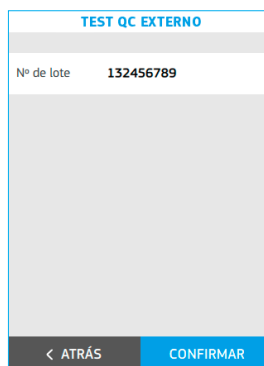 TEST QC EXTERNO
Nº de lote 132456789
< ATRÁS CONFIRMAR